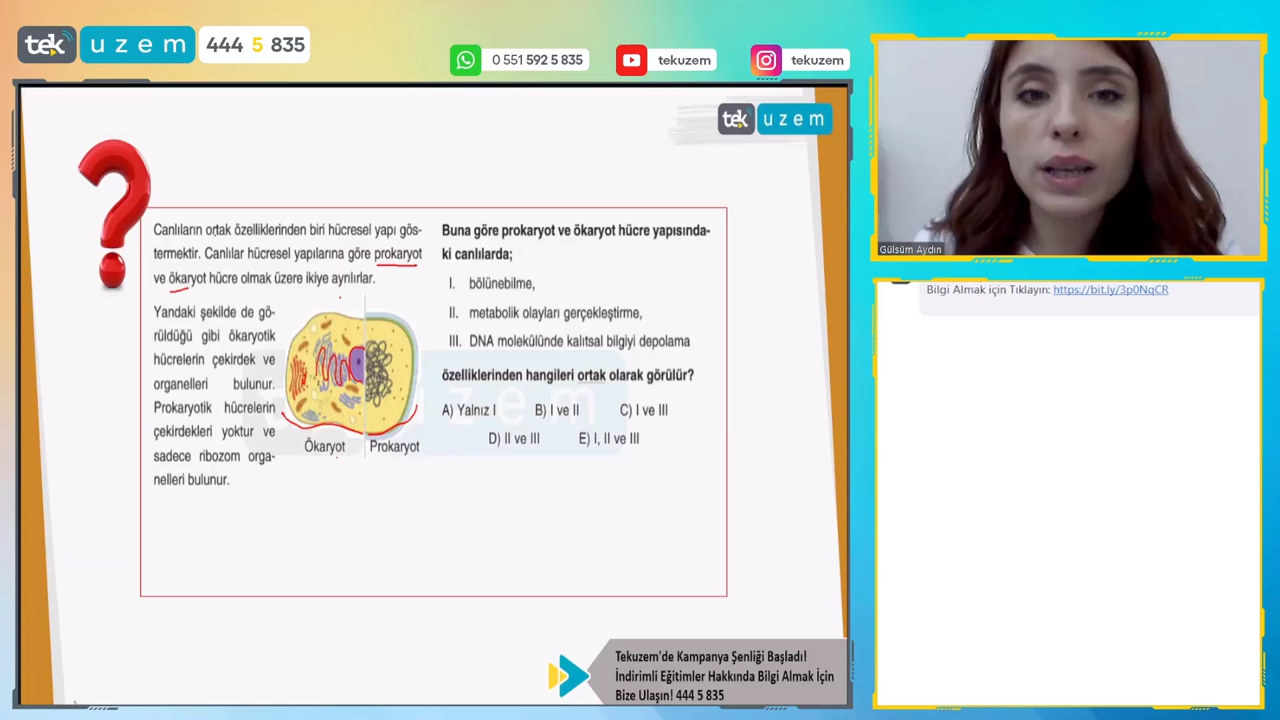 tek uzem 444 5 835
0 551 592 5 835
tekuzem
tekuzem
tek uzem
Canlıların ortak özelliklerinden biri hücresel yapı gös-
termektir. Canlılar hücresel yapılarına göre prokaryot
ve ökaryot hücre olmak üzere ikiye ayrılırlar.
Yandaki şekilde de gö-
rüldüğü gibi ökaryotik
hücrelerin çekirdek ve
organelleri bulunur.
Prokaryotik hücrelerin
çekirdekleri yoktur ve
sadece ribozom orga-
nelleri bulunur.
Ökaryot Prokaryot
Buna göre prokaryot ve ökaryot hücre yapısında-
ki canlılarda;
I. bölünebilme,
II. metabolik olayları gerçekleştirme,
III. DNA molekülünde kalıtsal bilgiyi depolama
özelliklerinden hangileri ortak olarak görülür?
A) Yalnız I B) I ve II C) I ve III
D) II ve III E) I, II ve III
uzem
Tekuzem'de Kampanya Şenliği Başladı!
İndirimli Eğitimler Hakkında Bilgi Almak İçin
Bize Ulaşın! 444 5 835
Gülsüm Aydın
Bilgi Almak için Tıklayın: https://bit.ly/3p0NqCR